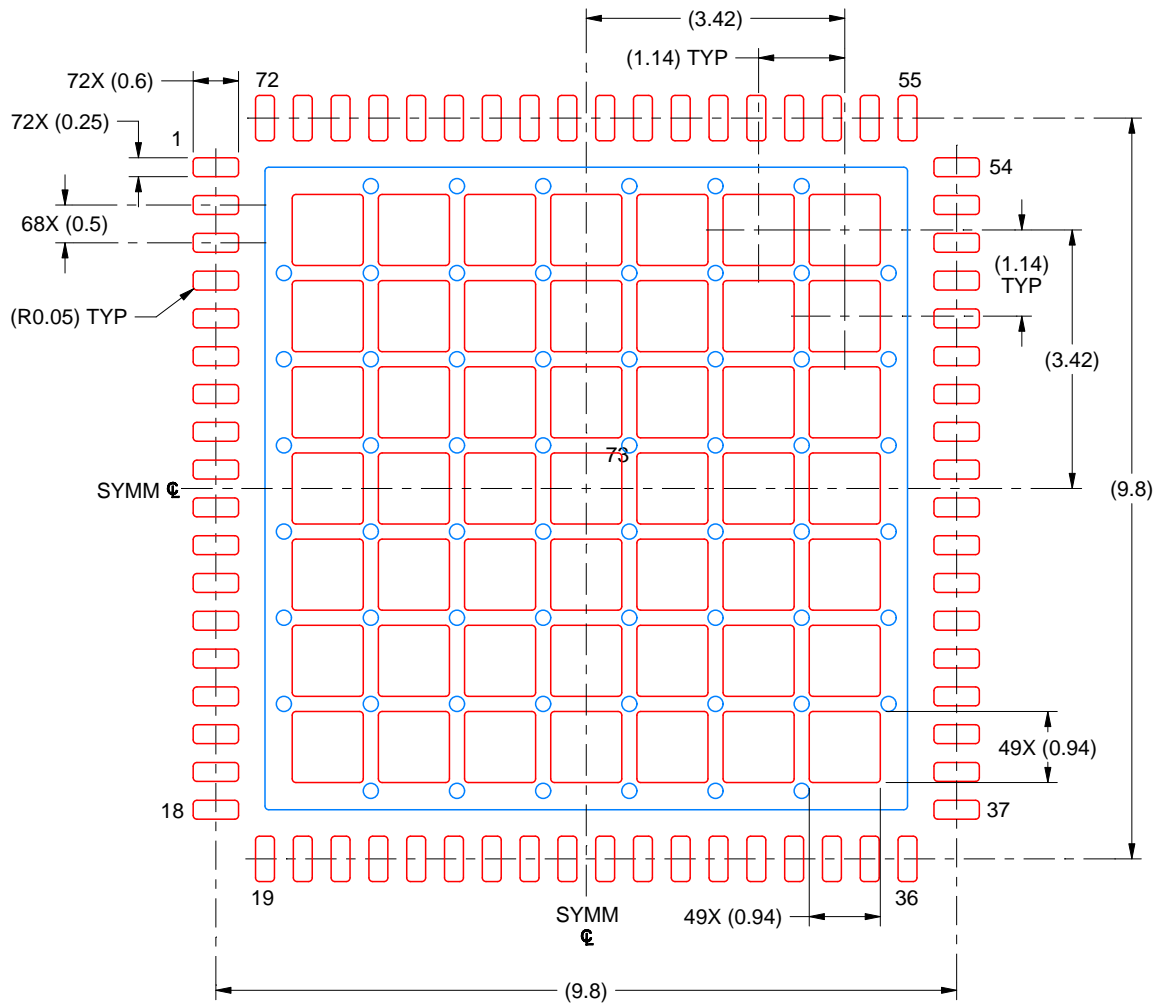 (3.42)
(1.14) TYP
72X (0.6)
72
55
72X (0.25)
1
54
68X (0.5)
(1.14)
TYP
(R0.05) TYP
(3.42)
73
SYMM ℄
(9.8)
49X (0.94)
18
37
19
36
49X (0.94)
SYMM
℄
(9.8)